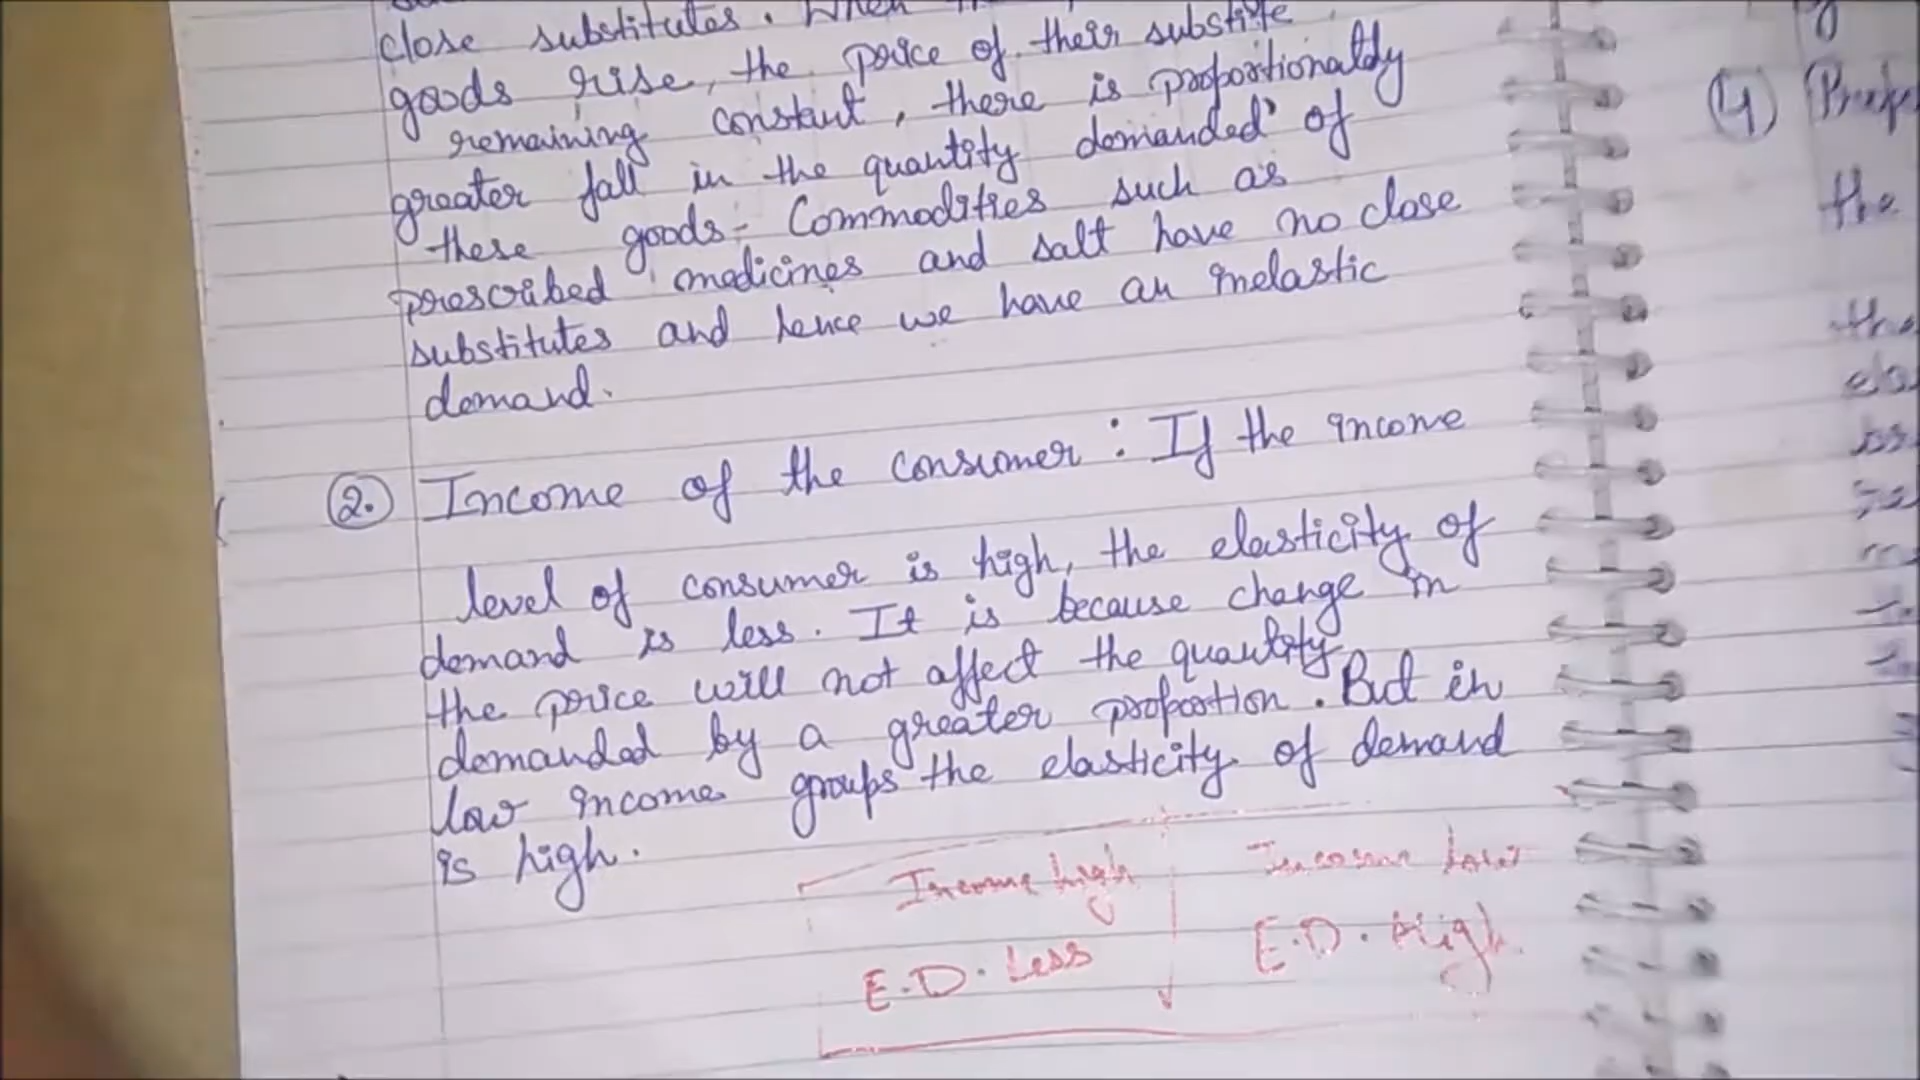 close substitutes. When
goods rise, the price of their substite
remaining constant, there is proportionaldy
greater fall in the quantity demanded of
these goods- Commodities such as
prescribed medicines and salt have no close
substitutes and hence we have an inelastic
demand.
2. Income of the consumer : If the income
level of consumer is high, the elasticity of
demand is less. It is because change in
the price will not affect the quantity
demanded by a greater proportion. But in
low income groups the elasticity of demand
is high.
Income high
E.D. Less
Income low
E.D. High
(4)
the